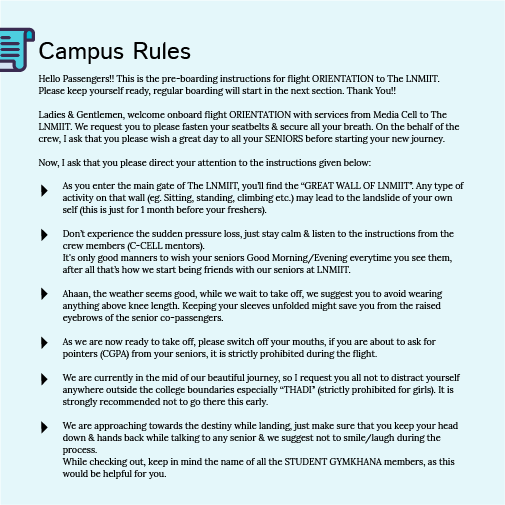 Campus Rules
Hello Passengers!! This is the pre-boarding instructions for flight ORIENTATION to The LNMIIT.
Please keep yourself ready, regular boarding will start in the next section. Thank You!!
Ladies & Gentlemen, welcome onboard flight ORIENTATION with services from Media Cell to The
LNMIIT. We request you to please fasten your seatbelts & secure all your breath. On the behalf of the
crew, I ask that you please wish a great day to all your SENIORS before starting your new journey.
Now, I ask that you please direct your attention to the instructions given below:
As you enter the main gate of The LNMIIT, you'll find the “GREAT WALL OF LNMIIT”. Any type of
activity on that wall (eg. Sitting, standing, climbing etc.) may lead to the landslide of your own
self (this is just for 1 month before your freshers).
Don't experience the sudden pressure loss, just stay calm & listen to the instructions from the
crew members (C-CELL mentors).
It's only good manners to wish your seniors Good Morning/Evening everytime you see them,
after all that's how we start being friends with our seniors at LNMIIT.
Ahaan, the weather seems good, while we wait to take off, we suggest you to avoid wearing
anything above knee length. Keeping your sleeves unfolded might save you from the raised
eyebrows of the senior co-passengers.
As we are now ready to take off, please switch off your mouths, if you are about to ask for
pointers (CGPA) from your seniors, it is strictly prohibited during the flight.
We are currently in the mid of our beautiful journey, so I request you all not to distract yourself
anywhere outside the college boundaries especially “THADI” (strictly prohibited for girls). It is
strongly recommended not to go there this early.
We are approaching towards the destiny while landing, just make sure that you keep your head
down & hands back while talking to any senior & we suggest not to smile/laugh during the
process.
While checking out, keep in mind the name of all the STUDENT GYMKHANA members, as this
would be helpful for you.